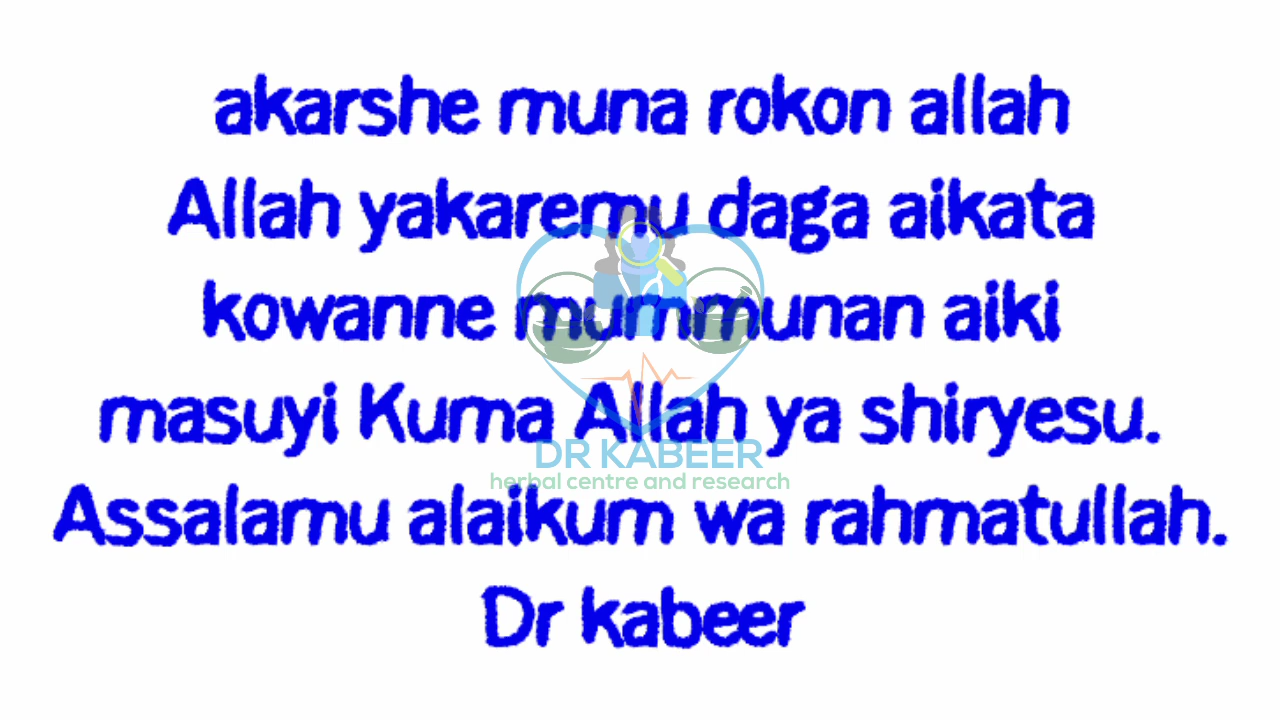 akarshe muna rokon allah
Allah yakaremu daga aikata
kowanne mummunan aiki
masuyi Kuma Allah ya shiryesu.
DR KABEER
herbal centre and research
Assalamu alaikum wa rahmatullah.
Dr kabeer